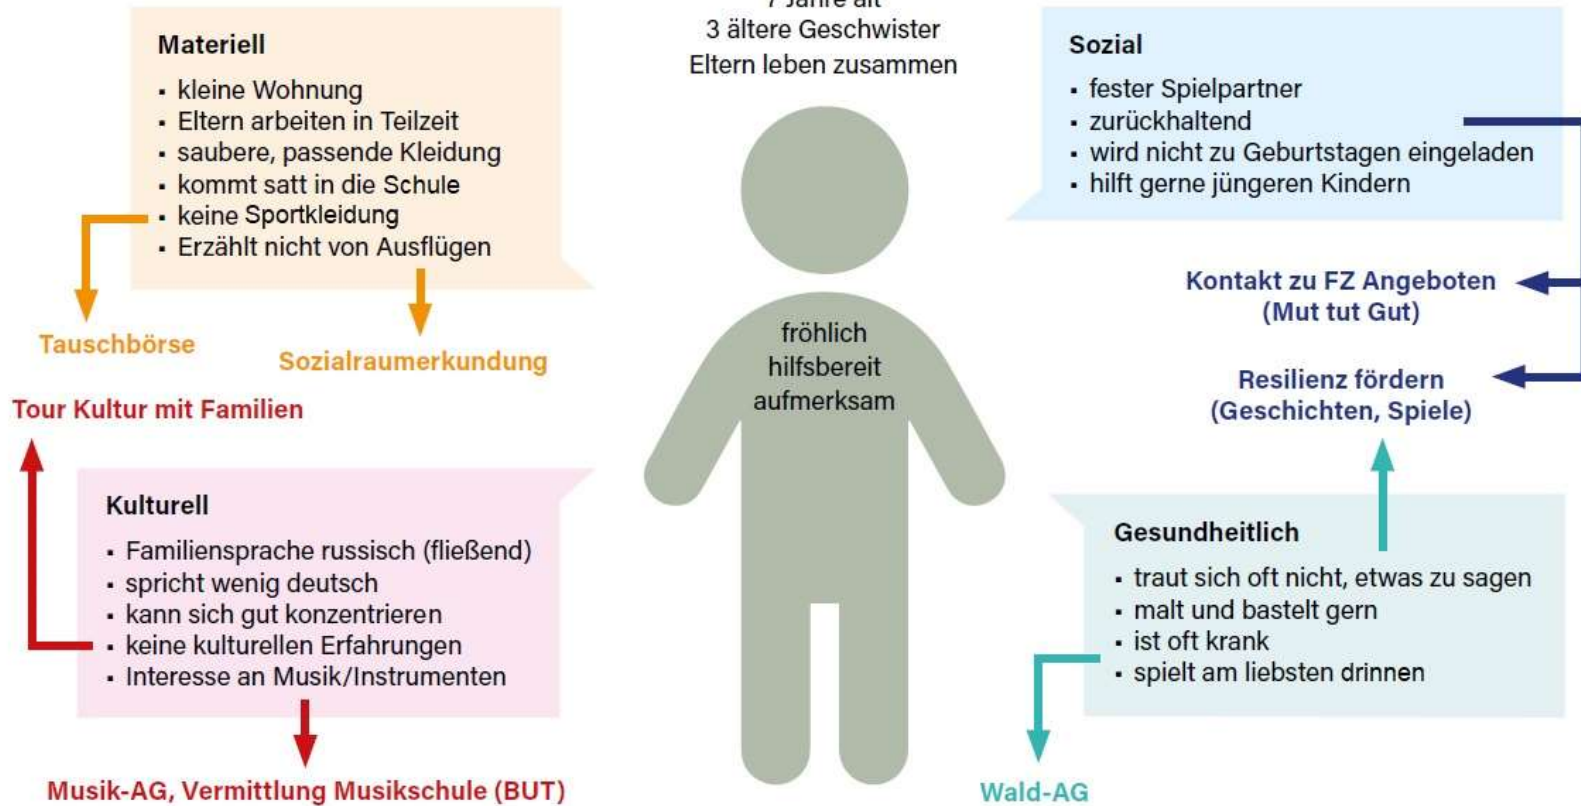 7 Jahre alt
3 ältere Geschwister
Eltern leben zusammen
Materiell
▪ kleine Wohnung
▪ Eltern arbeiten in Teilzeit
▪ saubere, passende Kleidung
▪ kommt satt in die Schule
▪ keine Sportkleidung
▪ Erzählt nicht von Ausflügen
Tauschbörse
Sozialraumerkundung
Sozial
▪ fester Spielpartner
▪ zurückhaltend
▪ wird nicht zu Geburtstagen eingeladen
▪ hilft gerne jüngeren Kindern
Kontakt zu FZ Angeboten
(Mut tut Gut)
Resilienz fördern
(Geschichten, Spiele)
fröhlich
hilfsbereit
aufmerksam
Tour Kultur mit Familien
Kulturell
▪ Familiensprache russisch (fließend)
▪ spricht wenig deutsch
▪ kann sich gut konzentrieren
▪ keine kulturellen Erfahrungen
▪ Interesse an Musik/Instrumenten
Musik-AG, Vermittlung Musikschule (BUT)
Gesundheitlich
▪ traut sich oft nicht, etwas zu sagen
▪ malt und bastelt gern
▪ ist oft krank
▪ spielt am liebsten drinnen
Wald-AG